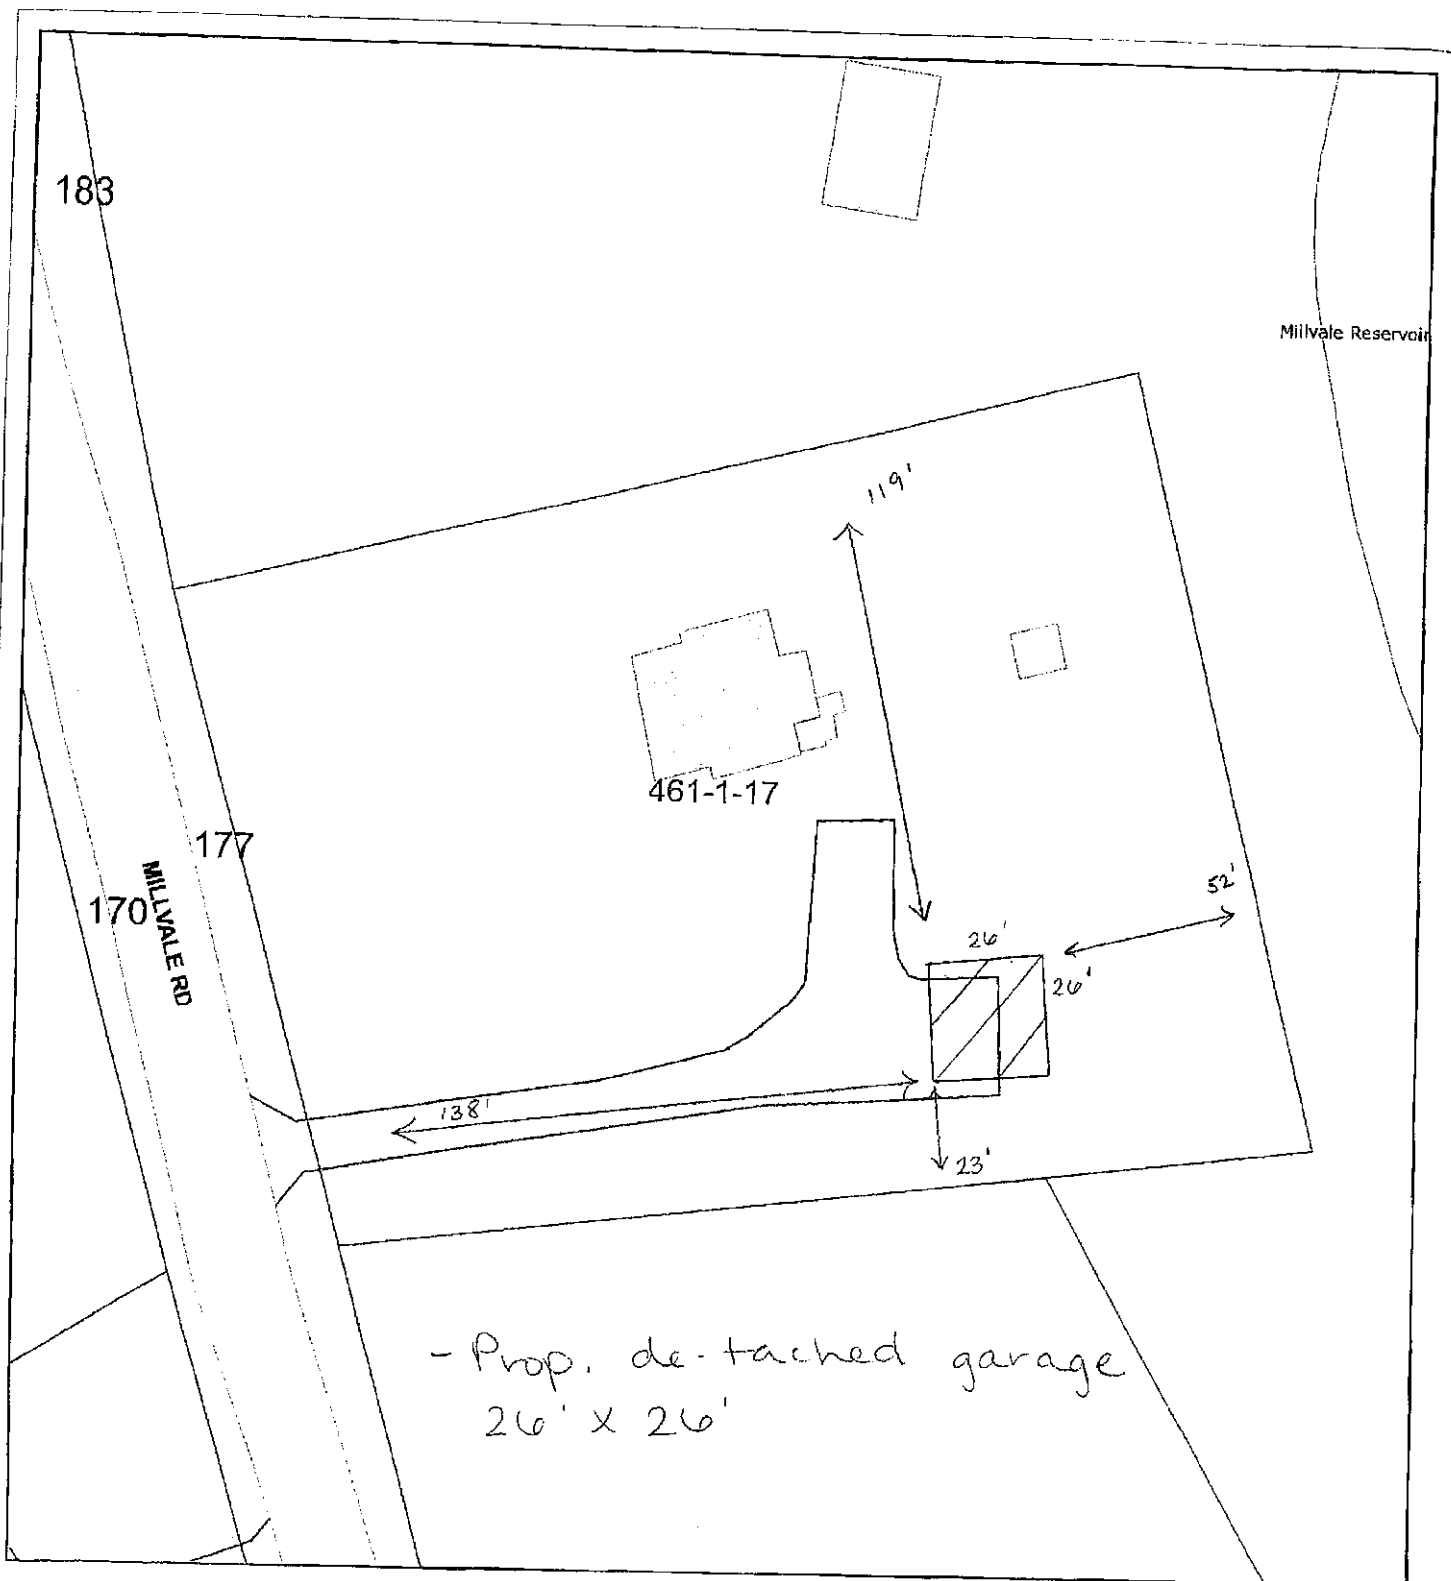 183
Millvale Reservoir
119'
461-1-17
177
MILLVALE RD
170
52'
26'
26'
138'
23'
- Prop. de-tached garage
26' X 26'